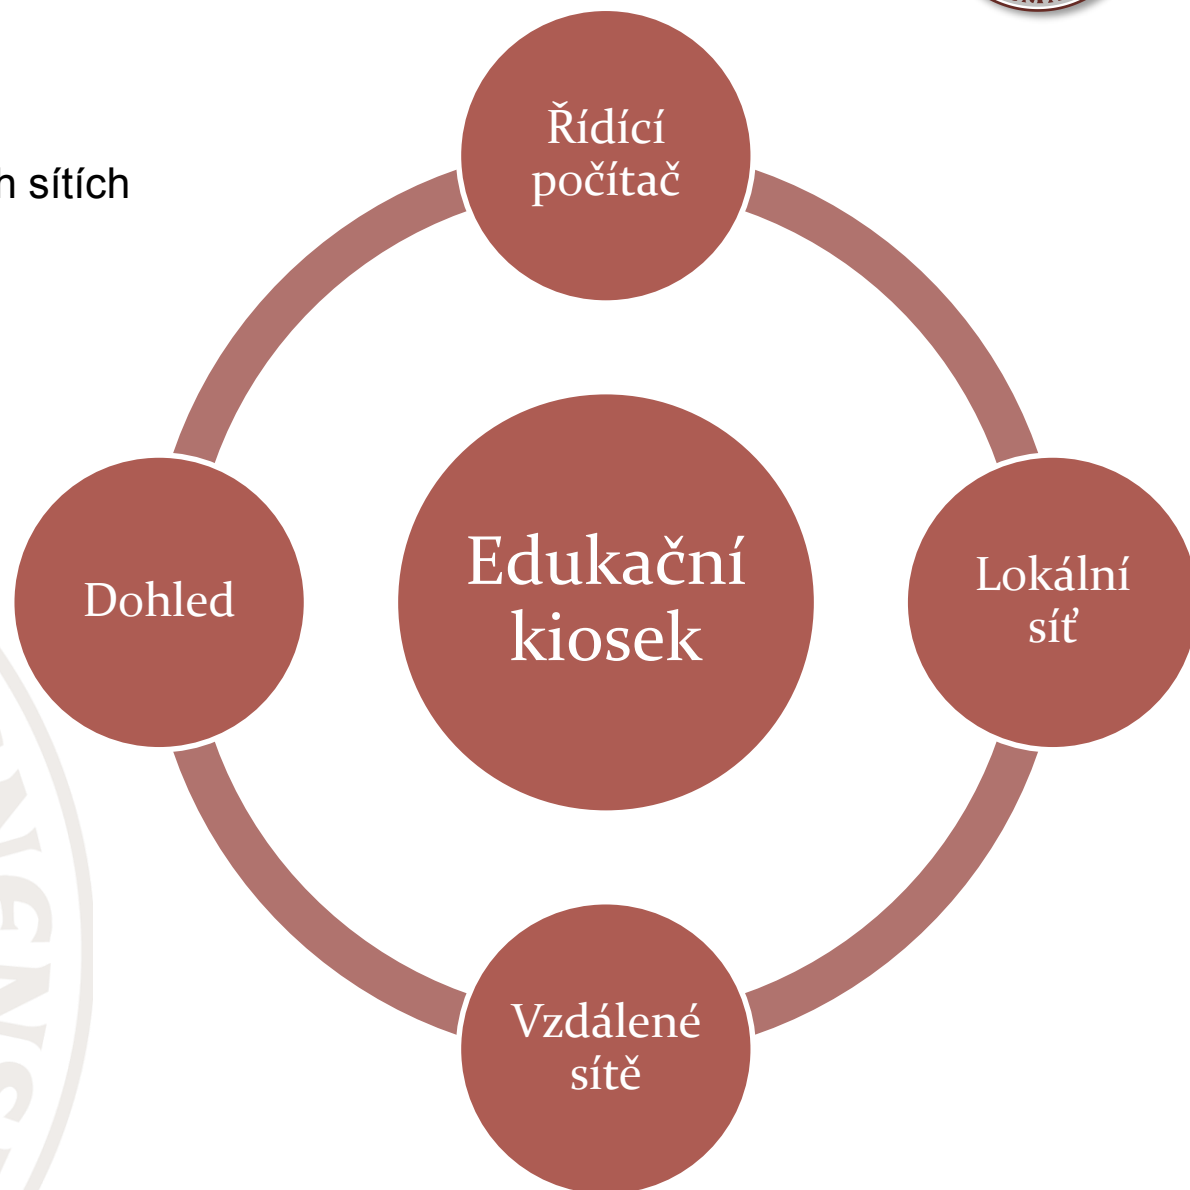 Řídící
počítač
h sítích
Edukační
kiosek
Dohled
Lokální
síť
Vzdálené
sítě